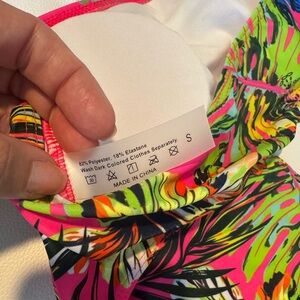 82% Polyester, 18% Elastane
Wash Dark Colored Clothes Separately
S
MADE IN CHINA